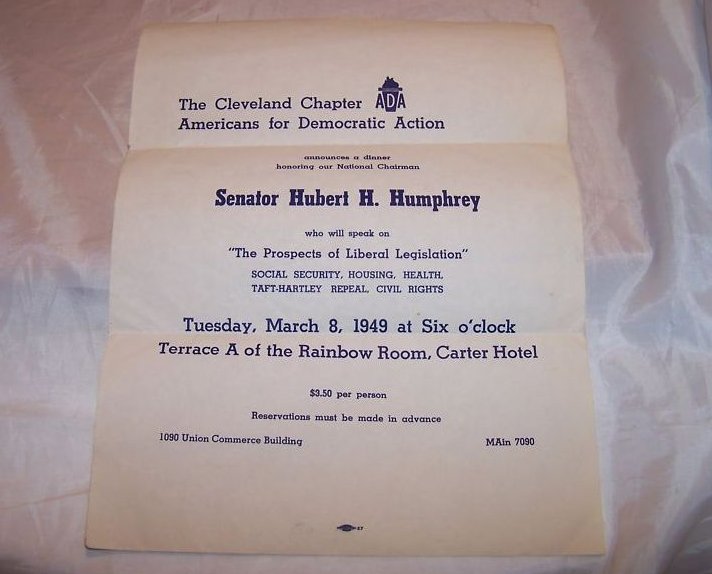 The Cleveland Chapter ADA
Americans for Democratic Action
announces a dinner
honoring our National Chairman
Senator Hubert H. Humphrey
who will speak on
"The Prospects of Liberal Legislation"
SOCIAL SECURITY, HOUSING, HEALTH,
TAFT-HARTLEY REPEAL, CIVIL RIGHTS
Tuesday, March 8, 1949 at Six o'clock
Terrace A of the Rainbow Room, Carter Hotel
$3.50 per person
Reservations must be made in advance
1090 Union Commerce Building MAin 7090